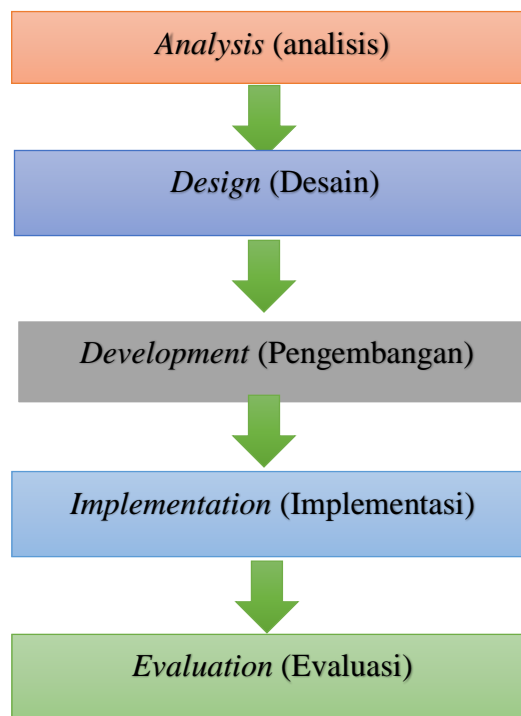 Analysis (analisis)
Design (Desain)
Development (Pengembangan)
Implementation (Implementasi)
Evaluation (Evaluasi)